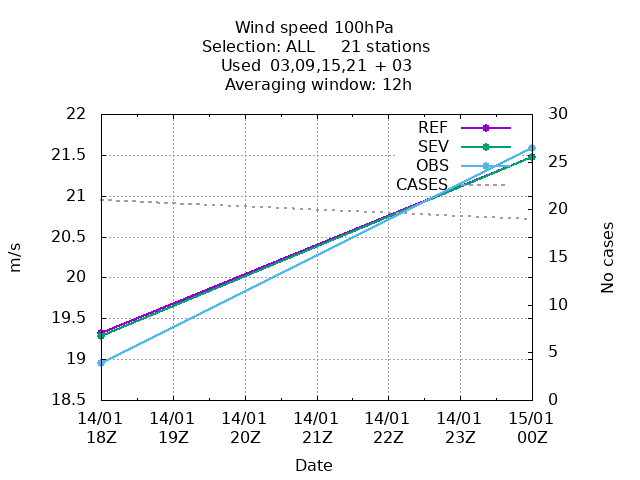 Wind speed 100hPa
Selection: ALL     21 stations
Used  03,09,15,21 + 03
Averaging window: 12h
22
21.5
21
20.5
20
19.5
19
18.5
m/s
30
25
20
15
10
5
0
No cases
REF
SEV
OBS
CASES
14/01 14/01 14/01 14/01 14/01 14/01 15/01
18Z 19Z 20Z 21Z 22Z 23Z 00Z
Date